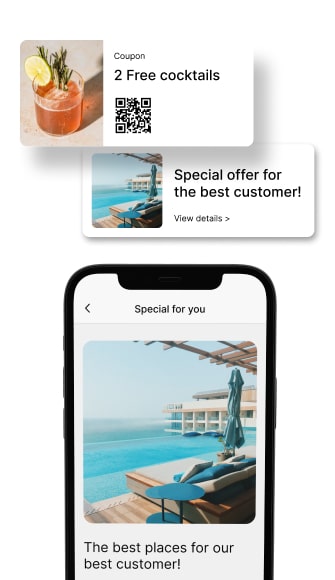 Coupon
2 Free cocktails
Special offer for
the best customer!
View details >
Special for you
The best places for our
best customer!